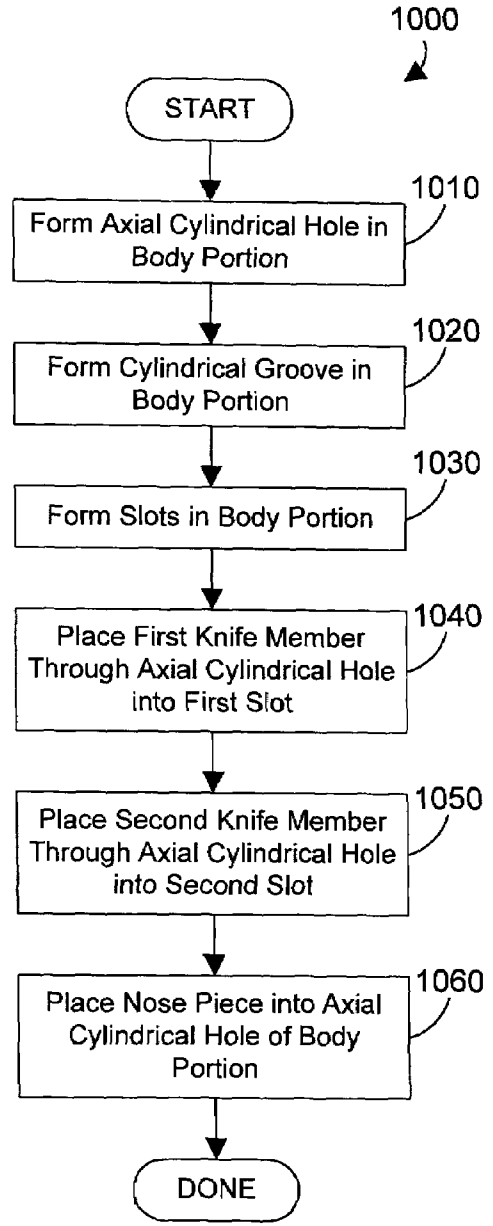 1000
START
1010
Form Axial Cylindrical Hole in
Body Portion
1020
Form Cylindrical Groove in
Body Portion
1030
Form Slots in Body Portion
1040
Place First Knife Member
Through Axial Cylindrical Hole
into First Slot
1050
Place Second Knife Member
Through Axial Cylindrical Hole
into Second Slot
1060
Place Nose Piece into Axial
Cylindrical Hole of Body
Portion
DONE